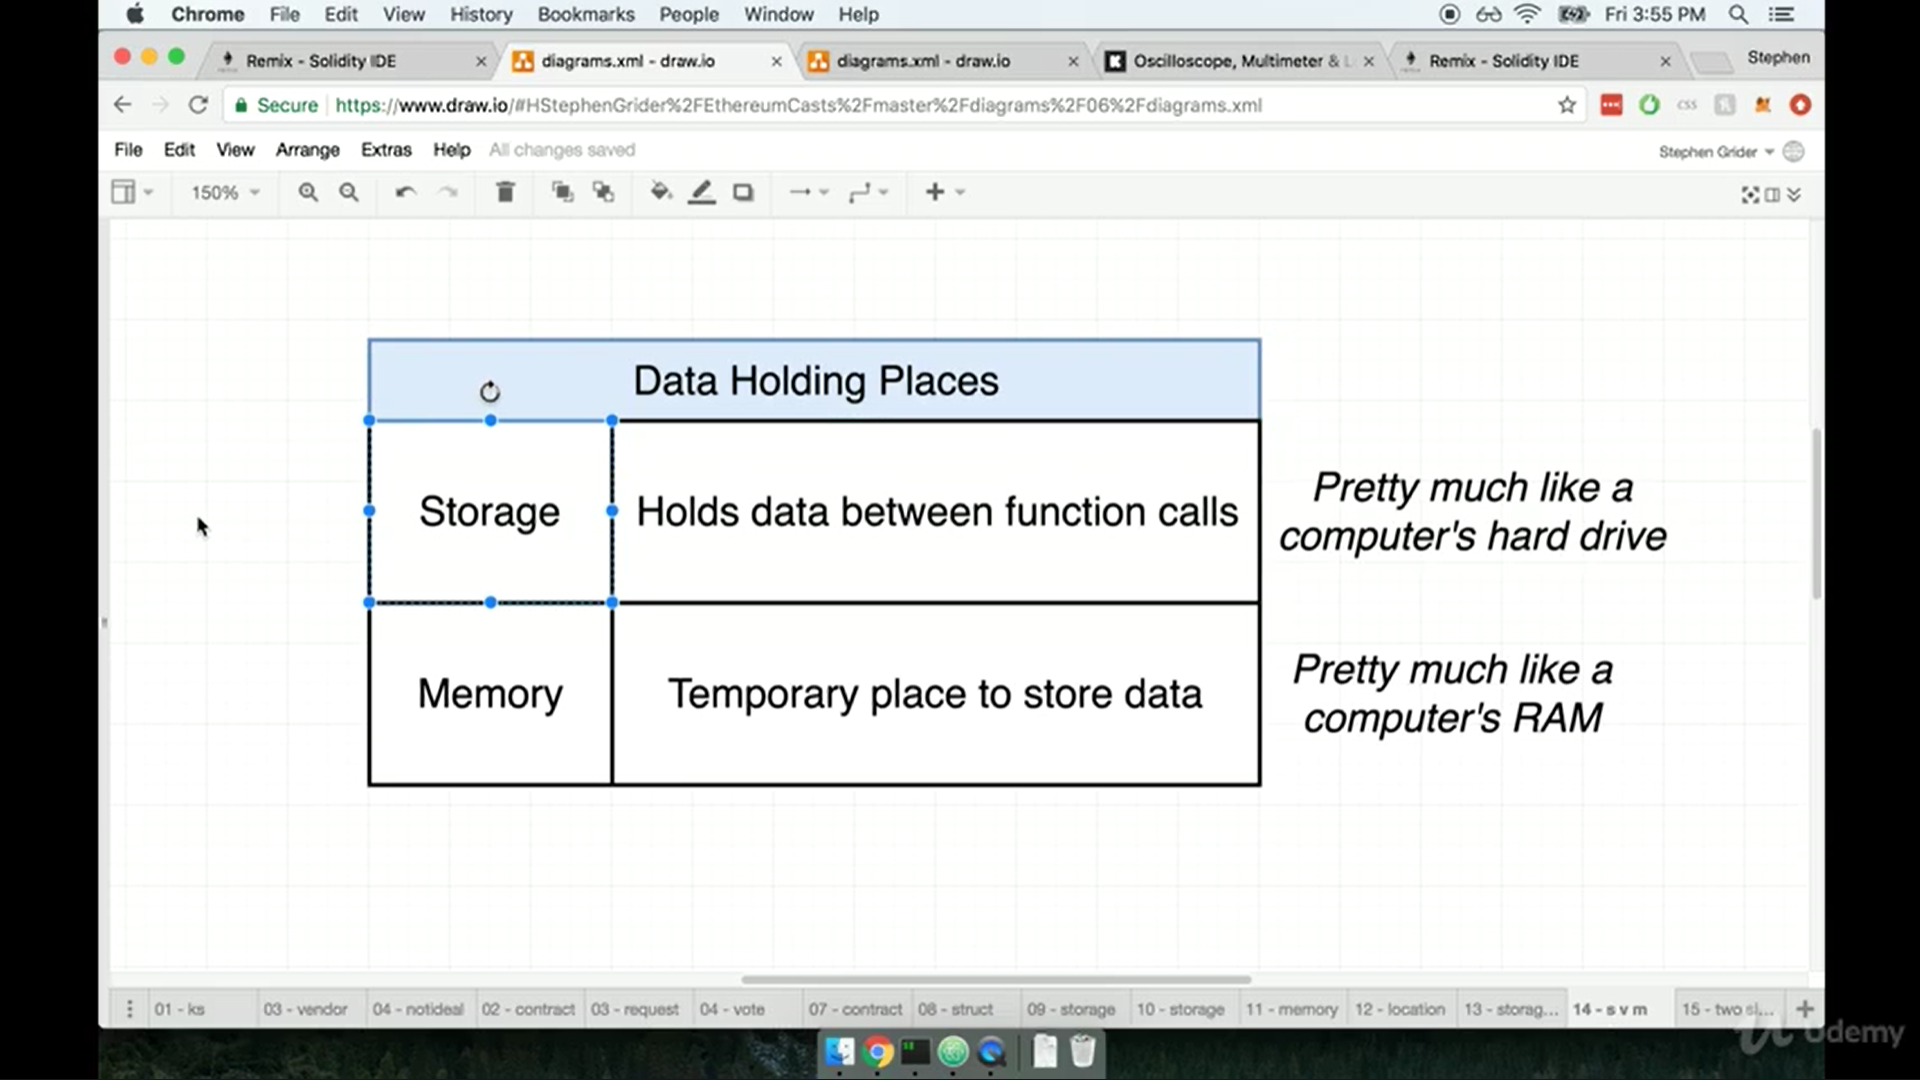 Chrome File Edit View History Bookmarks People Window Help Fri 3:55 PM
Remix - Solidity IDE diagrams.xml - draw.io diagrams.xml - draw.io Oscilloscope, Multimeter & Remix - Solidity IDE Stephen
Secure https://www.draw.io/#HStephenGrider%2FEthereumCasts%2Fmaster%2Fdiagrams%2F06%2Fdiagrams.xml
CSS
File Edit View Arrange Extras Help All changes saved Stephen Grider
150%
Data Holding Places
Storage Holds data between function calls
Pretty much like a
computer's hard drive
Memory Temporary place to store data
Pretty much like a
computer's RAM
01 - ks 03 - vendor 04 - notideal 02 - contract 03 - request 04 - vote 07 - contract 08 - struct 09 - storage 10 - storage 11 - memory 12 - location 13 - storag... 14 - s v m 15 - two sl...
Udemy